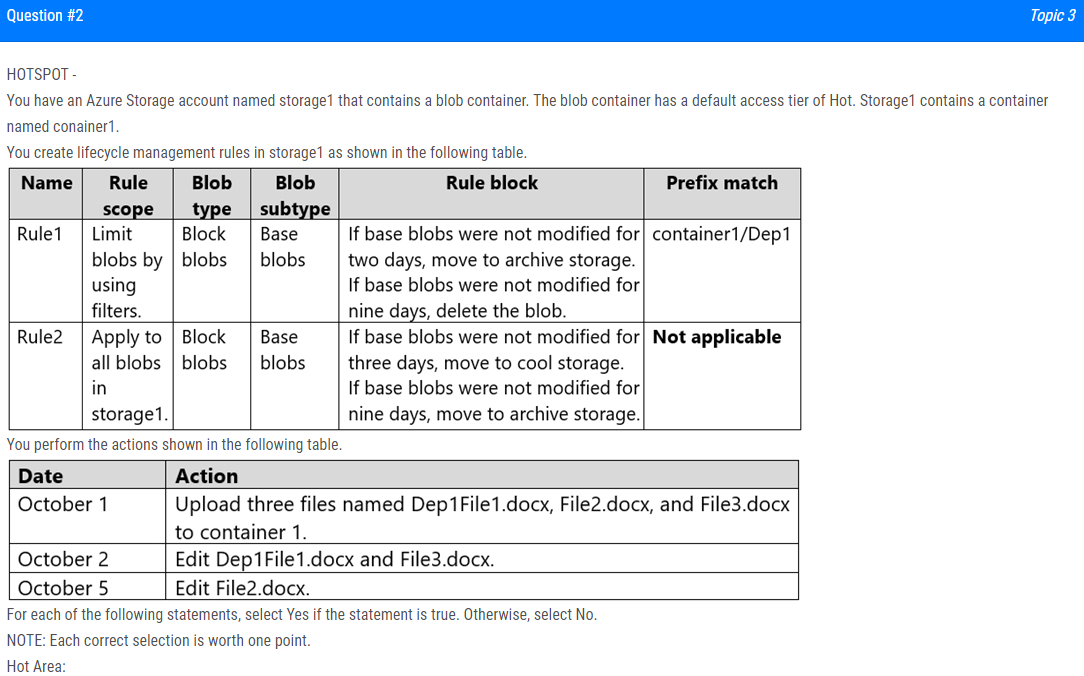 Question #2
Topic 3
HOTSPOT -
You have an Azure Storage account named storage1 that contains a blob container. The blob container has a default access tier of Hot. Storage1 contains a container
named conainer1.
You create lifecycle management rules in storage1 as shown in the following table.
Name Rule scope Blob type Blob subtype Rule block Prefix match
Rule1 Limit Block Base If base blobs were not modified for container1/Dep1
blobs by blobs blobs two days, move to archive storage.
using If base blobs were not modified for
filters. nine days, delete the blob.
Rule2 Apply to Block Base If base blobs were not modified for Not applicable
all blobs blobs blobs three days, move to cool storage.
in If base blobs were not modified for
storage1. nine days, move to archive storage.
You perform the actions shown in the following table.
Date Action
October 1 Upload three files named Dep1File1.docx, File2.docx, and File3.docx
to container 1.
October 2 Edit Dep1File1.docx and File3.docx.
October 5 Edit File2.docx.
For each of the following statements, select Yes if the statement is true. Otherwise, select No.
NOTE: Each correct selection is worth one point.
Hot Area: